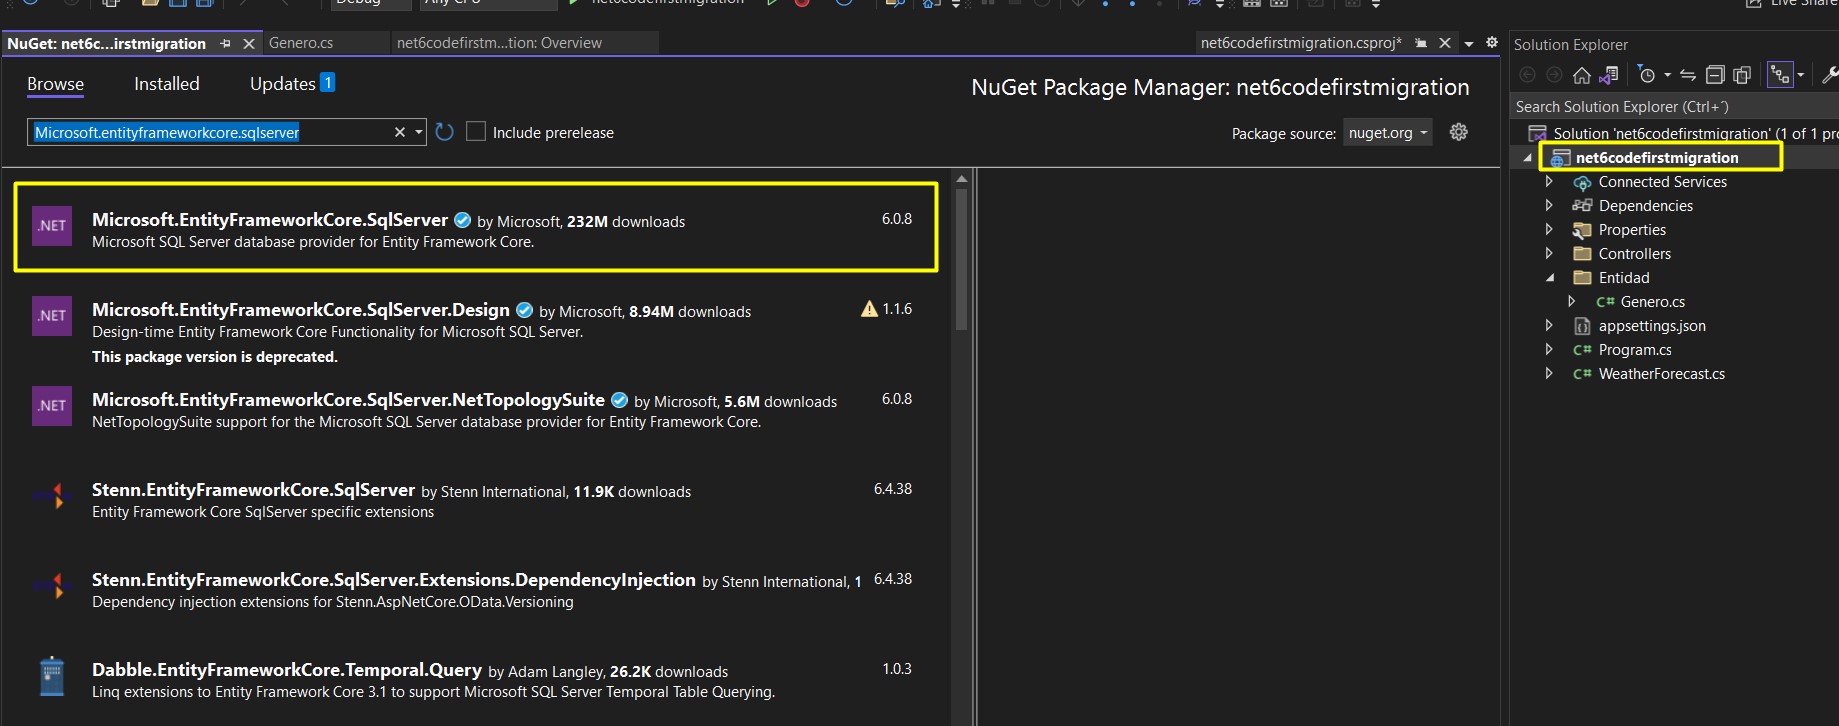 Debug Any CPU net6codefirstmigration Live Share
NuGet: net6c...irstmigration Genero.cs net6codefirstm...tion: Overview net6codefirstmigration.csproj*
Browse Installed Updates 1
NuGet Package Manager: net6codefirstmigration
Microsoft.entityframeworkcore.sqlserver Include prerelease Package source: nuget.org
.NET Microsoft.EntityFrameworkCore.SqlServer by Microsoft, 232M downloads 6.0.8
Microsoft SQL Server database provider for Entity Framework Core.
.NET Microsoft.EntityFrameworkCore.SqlServer.Design by Microsoft, 8.94M downloads 1.1.6
Design-time Entity Framework Core Functionality for Microsoft SQL Server.
This package version is deprecated.
.NET Microsoft.EntityFrameworkCore.SqlServer.NetTopologySuite by Microsoft, 5.6M downloads 6.0.8
NetTopologySuite support for the Microsoft SQL Server database provider for Entity Framework Core.
Stenn.EntityFrameworkCore.SqlServer by Stenn International, 11.9K downloads 6.4.38
Entity Framework Core SqlServer specific extensions
Stenn.EntityFrameworkCore.SqlServer.Extensions.DependencyInjection by Stenn International, 1 6.4.38
Dependency injection extensions for Stenn.AspNetCore.OData.Versioning
Dabble.EntityFrameworkCore.Temporal.Query by Adam Langley, 26.2K downloads 1.0.3
Linq extensions to Entity Framework Core 3.1 to support Microsoft SQL Server Temporal Table Querying.
Solution Explorer
Search Solution Explorer (Ctrl+´)
Solution 'net6codefirstmigration' (1 of 1 pro
net6codefirstmigration
Connected Services
Dependencies
Properties
Controllers
Entidad
C# Genero.cs
appsettings.json
C# Program.cs
C# WeatherForecast.cs